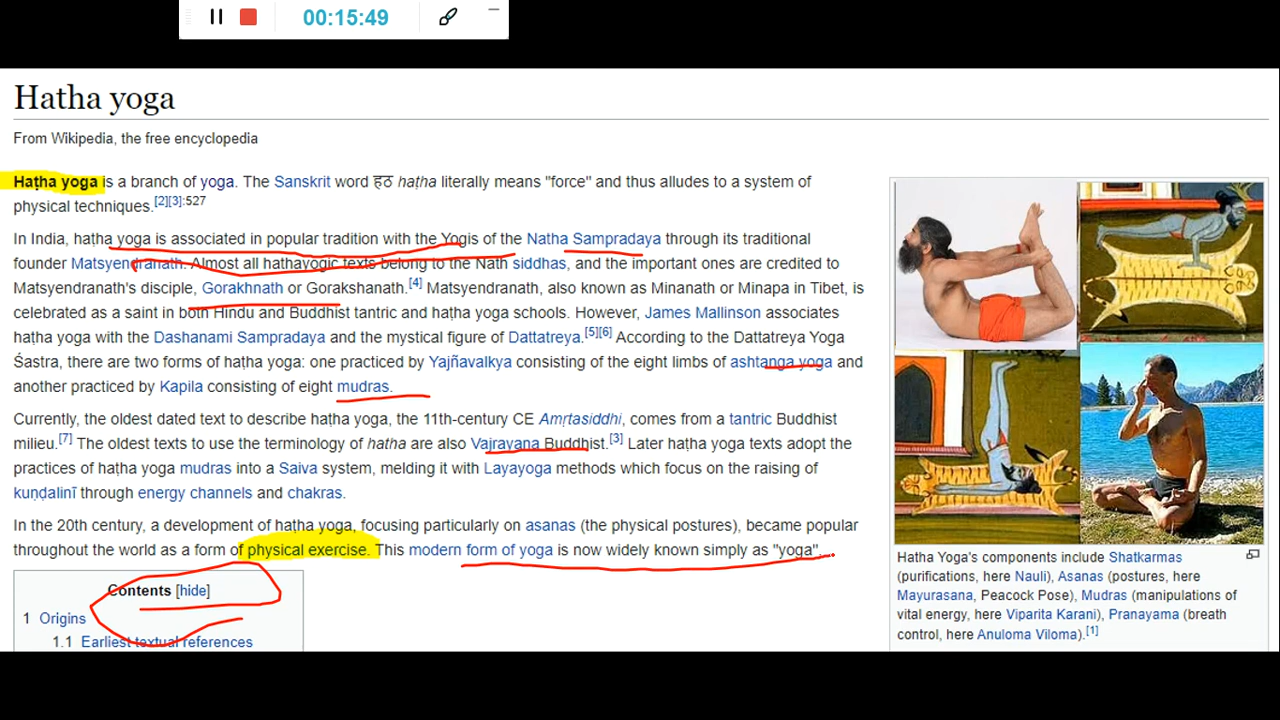 00:15:49
Hatha yoga
From Wikipedia, the free encyclopedia
Haṭha yoga is a branch of yoga. The Sanskrit word हठ haṭha literally means "force" and thus alludes to a system of
physical techniques.[2][3]:527
In India, haṭha yoga is associated in popular tradition with the Yogis of the Natha Sampradaya through its traditional
founder Matsyendranath. Almost all hathayogic texts belong to the Nath siddhas, and the important ones are credited to
Matsyendranath's disciple, Gorakhnath or Gorakshanath.[4] Matsyendranath, also known as Minanath or Minapa in Tibet, is
celebrated as a saint in both Hindu and Buddhist tantric and haṭha yoga schools. However, James Mallinson associates
haṭha yoga with the Dashanami Sampradaya and the mystical figure of Dattatreya.[5][6] According to the Dattatreya Yoga
Śastra, there are two forms of haṭha yoga: one practiced by Yajñavalkya consisting of the eight limbs of ashtanga yoga and
another practiced by Kapila consisting of eight mudras.
Currently, the oldest dated text to describe haṭha yoga, the 11th-century CE Amṛtasiddhi, comes from a tantric Buddhist
milieu.[7] The oldest texts to use the terminology of hatha are also Vajrayana Buddhist.[3] Later haṭha yoga texts adopt the
practices of haṭha yoga mudras into a Saiva system, melding it with Layayoga methods which focus on the raising of
kuṇḍalinī through energy channels and chakras.
In the 20th century, a development of haṭha yoga, focusing particularly on asanas (the physical postures), became popular
throughout the world as a form of physical exercise. This modern form of yoga is now widely known simply as "yoga".
Contents [hide]
1 Origins
1.1 Earliest textual references
Hatha Yoga's components include Shatkarmas
(purifications, here Nauli), Asanas (postures, here
Mayurasana, Peacock Pose), Mudras (manipulations of
vital energy, here Viparita Karani), Pranayama (breath
control, here Anuloma Viloma).[1]